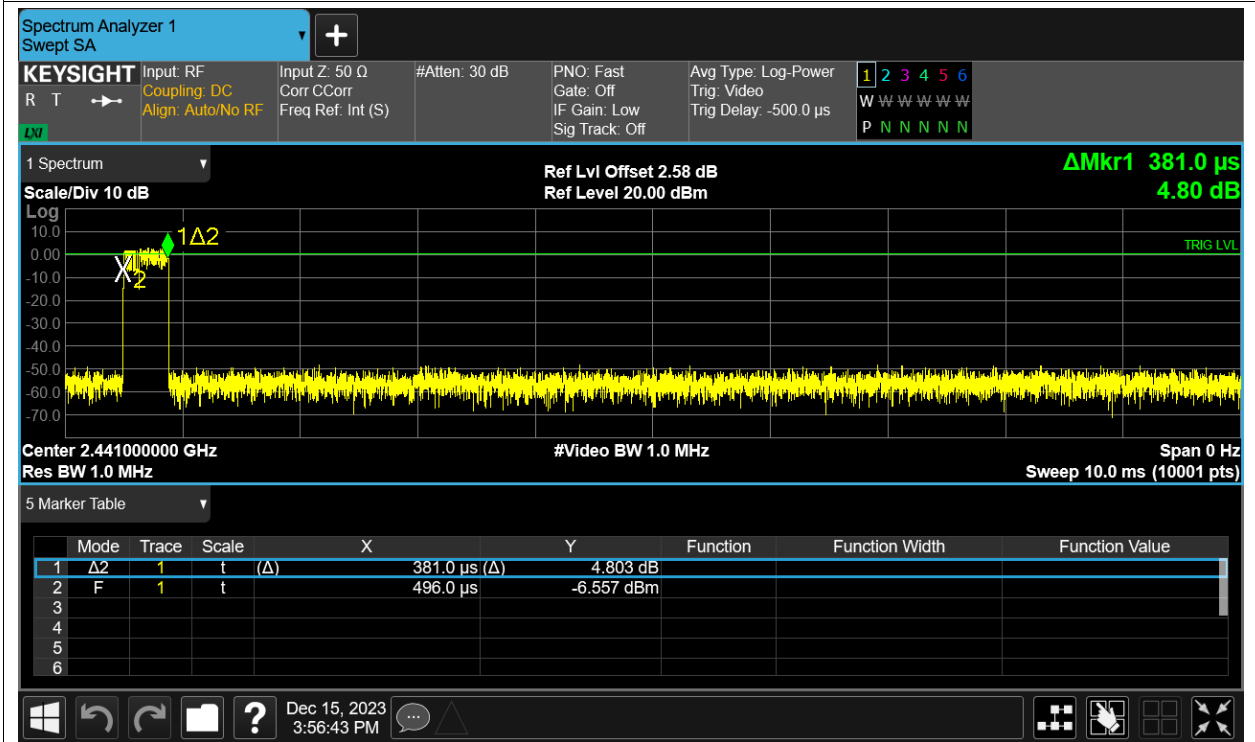 Spectrum Analyzer 1
Swept SA
KEYSIGHT
R T
LXI
Input: RF
Coupling: DC
Align: Auto/No RF
Input Z: 50 Ω
Corr CCorr
Freq Ref: Int (S)
#Atten: 30 dB
PNO: Fast
Gate: Off
IF Gain: Low
Sig Track: Off
Avg Type: Log-Power
Trig: Video
Trig Delay: -500.0 µs
1 2 3 4 5 6
W W W W W W
P N N N N N
1 Spectrum
Scale/Div 10 dB
Ref Lvl Offset 2.58 dB
Ref Level 20.00 dBm
ΔMkr1 381.0 µs
4.80 dB
Log
10.0
0.00
-10.0
-20.0
-30.0
-40.0
-50.0
-60.0
-70.0
1Δ2
X2
TRIG LVL
Center 2.441000000 GHz
Res BW 1.0 MHz
#Video BW 1.0 MHz
Span 0 Hz
Sweep 10.0 ms (10001 pts)
5 Marker Table
Mode Trace Scale X Y Function Function Width Function Value
1 Δ2 1 t (Δ) 381.0 µs (Δ) 4.803 dB
2 F 1 t 496.0 µs -6.557 dBm
3
4
5
6
?
Dec 15, 2023
3:56:43 PM